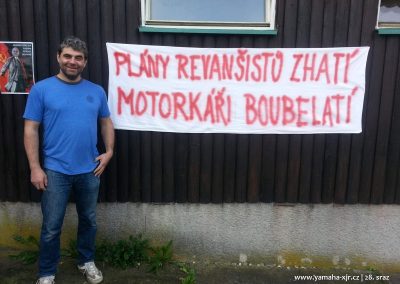 PLÁNY REVANŠISTŮ ZHATÍ
MOTORKÁŘI BOUBELATÍ
www.yamaha-xjr.cz | 28. sraz